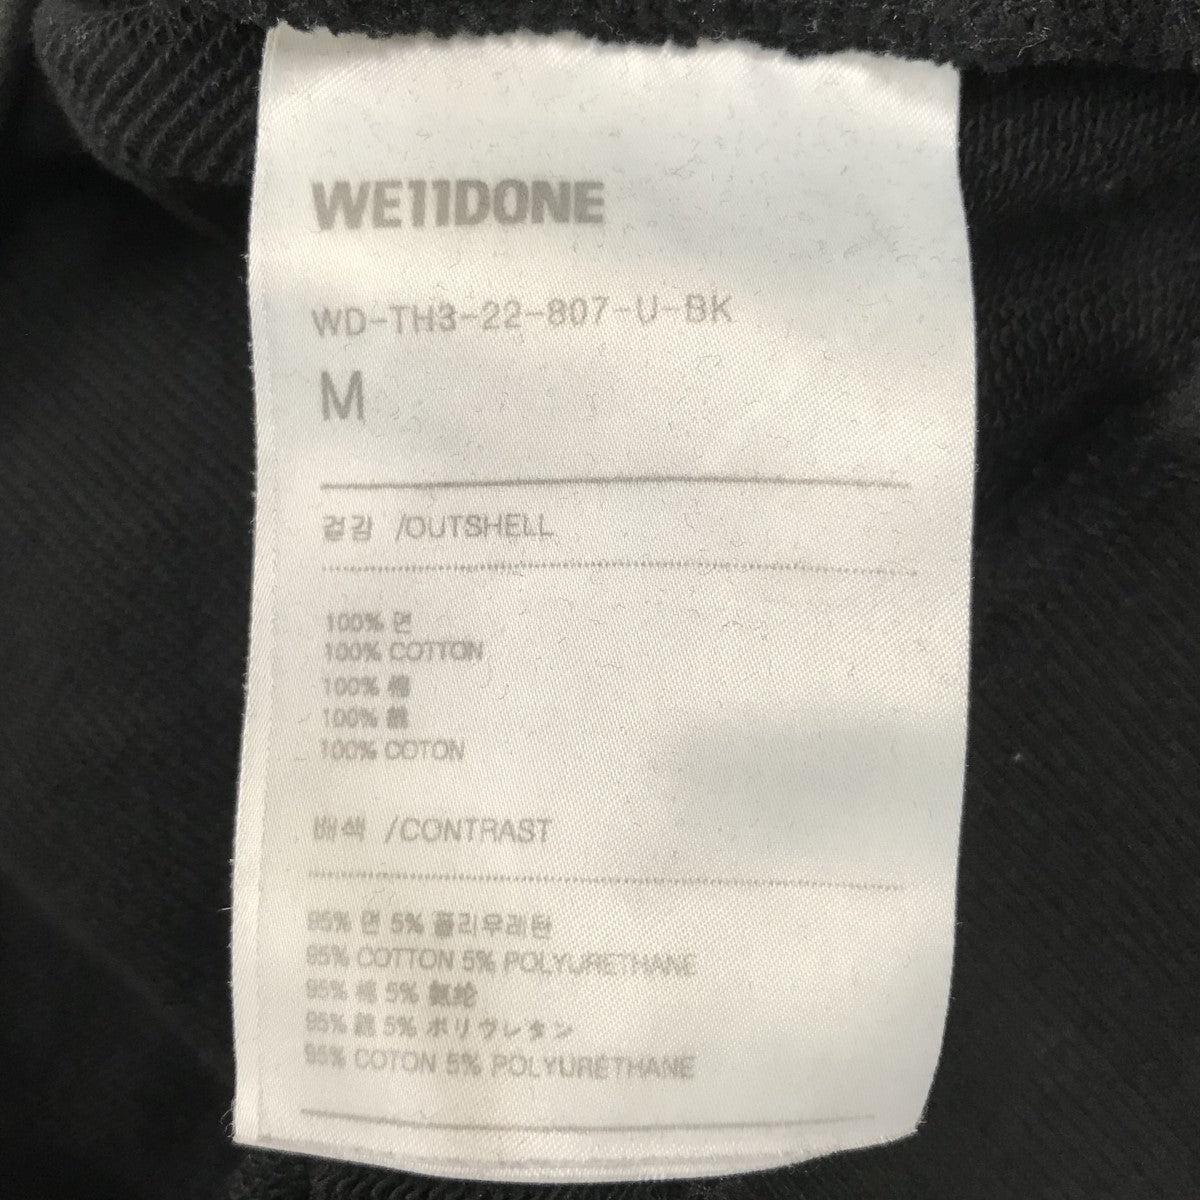 WE11DONE
WD-TH3-22-807-U-BK
M
겉감 /OUTSHELL
100% 면
100% COTTON
100% 棉
100% 綿
100% COTON
배색 /CONTRAST
95% 면 5% 폴리우레탄
95% COTTON 5% POLYURETHANE
95% 棉 5% 氨纶
95% 綿 5% ポリウレタン
95% COTON 5% POLYURÉTHANE